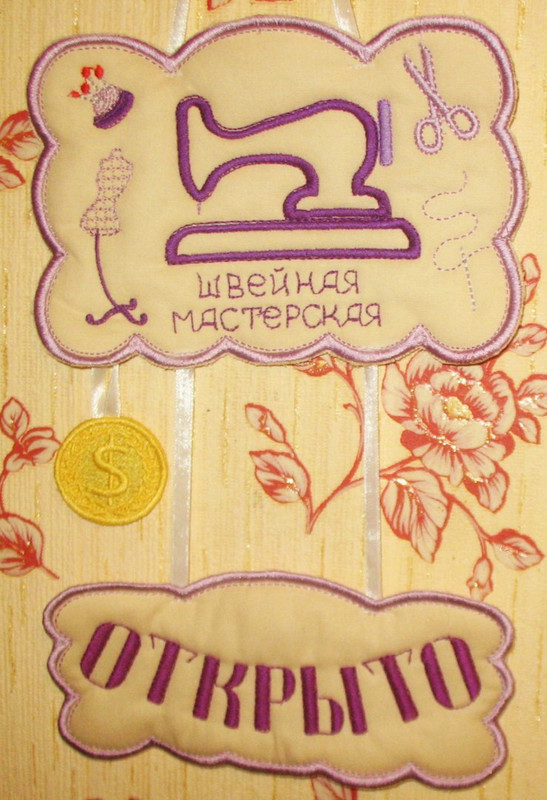 швейная
мастерская
$
ОТКРЫТО